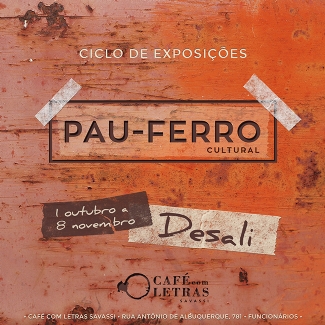 CICLO DE EXPOSIÇÕES
PAU-FERRO
CULTURAL
1 outubro a
8 novembro
Desali
CAFÉ com
LETRAS
SAVASSI
• CAFÉ COM LETRAS SAVASSI • RUA ANTÔNIO DE ALBUQUERQUE, 781 - FUNCIONÁRIOS •